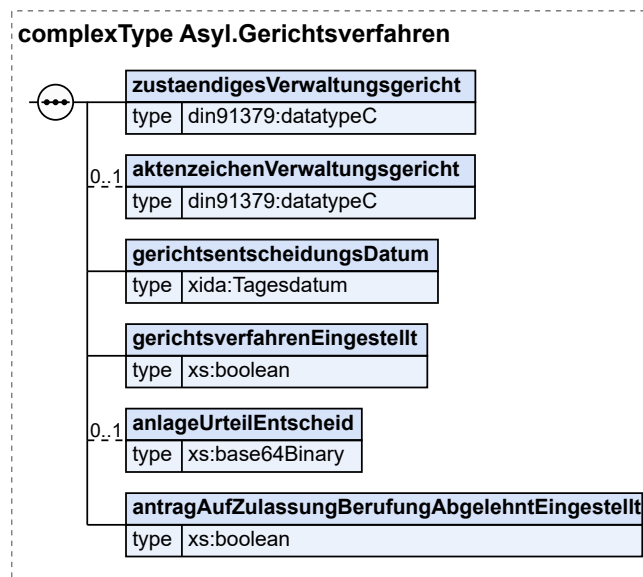 complexType Asyl.Gerichtsverfahren
zustaendigesVerwaltungsgericht
type din91379:datatypeC
0..1
aktenzeichenVerwaltungsgericht
type din91379:datatypeC
gerichtsentscheidungsDatum
type xida:Tagesdatum
gerichtsverfahrenEingestellt
type xs:boolean
0..1
anlageUrteilEntscheid
type xs:base64Binary
antragAufZulassungBerufungAbgelehntEingestellt
type xs:boolean